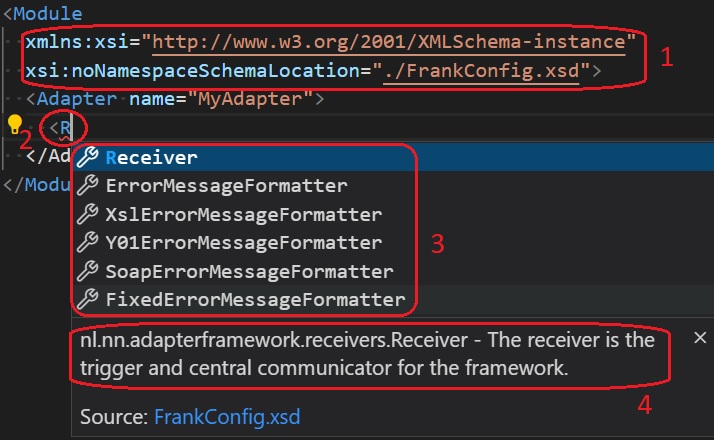 <Module
xmlns:xsi="http://www.w3.org/2001/XMLSchema-instance"
xsi:noNamespaceSchemaLocation="./FrankConfig.xsd">
1
<Adapter name="MyAdapter">
2
<R
</Ad
</Modu
Receiver
ErrorMessageFormatter
XslErrorMessageFormatter
Y01ErrorMessageFormatter
SoapErrorMessageFormatter
FixedErrorMessageFormatter
3
nl.nn.adapterframework.receivers.Receiver - The receiver is the
trigger and central communicator for the framework.
4
Source: FrankConfig.xsd